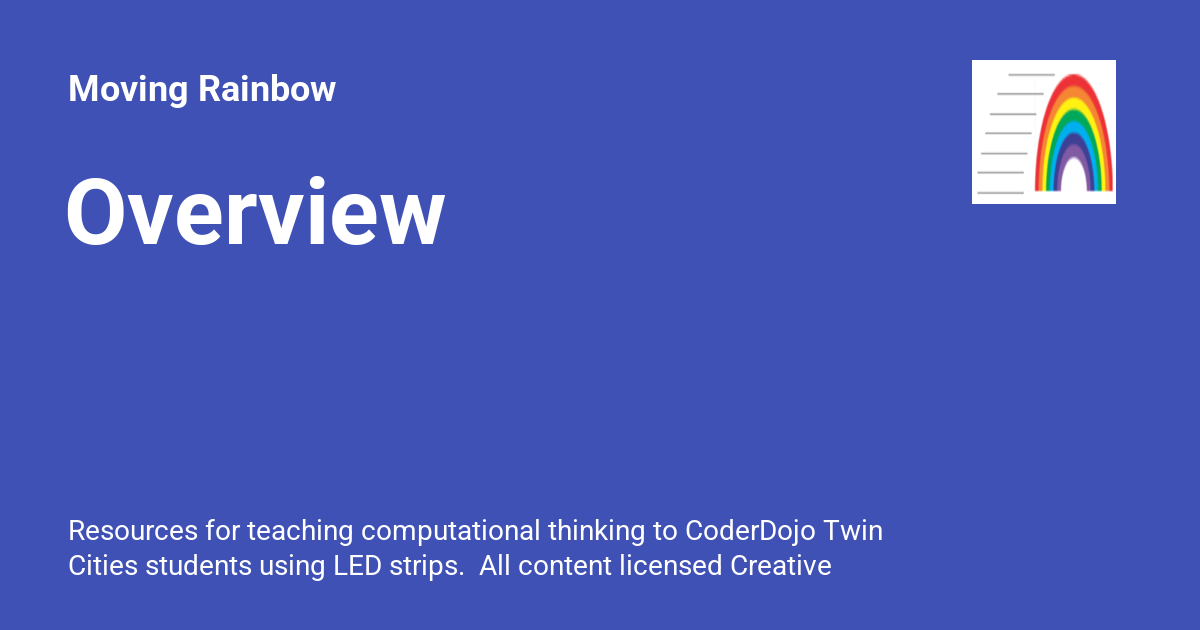 Moving Rainbow
Overview
Resources for teaching computational thinking to CoderDojo Twin
Cities students using LED strips.  All content licensed Creative